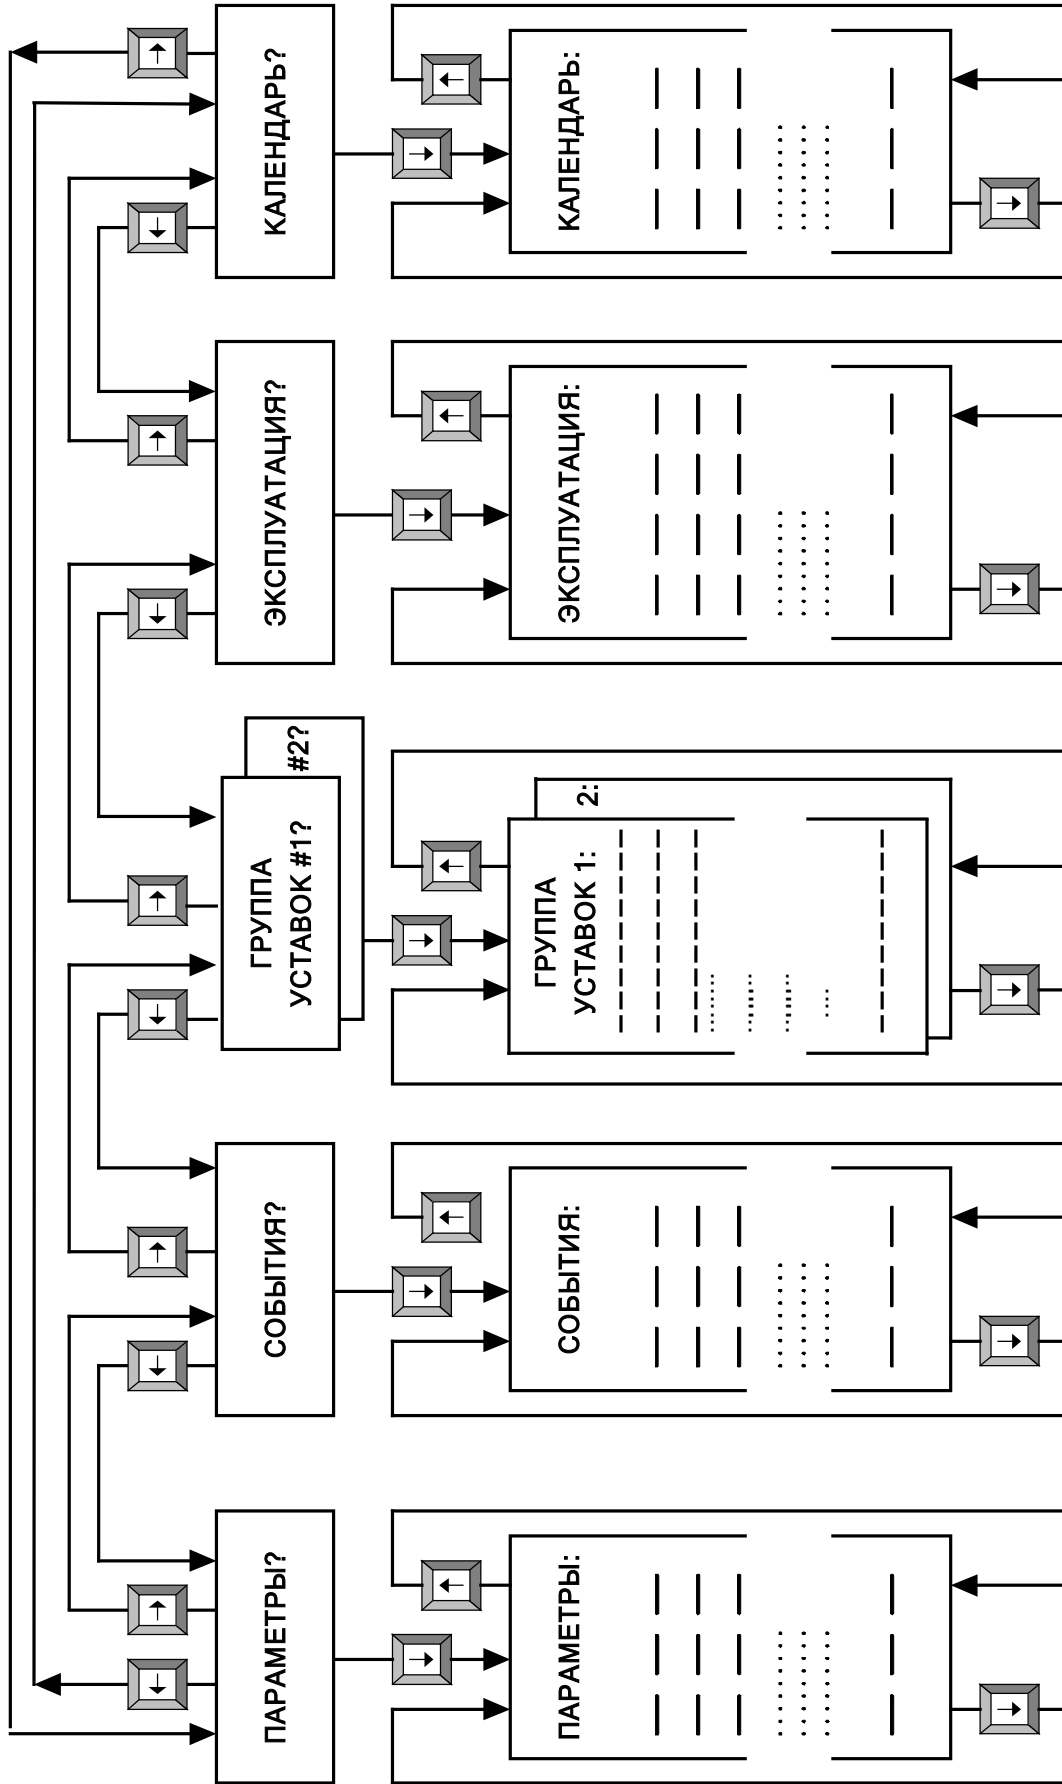 ПАРАМЕТРЫ?
СОБЫТИЯ?
ГРУППА
УСТАВОК #1?
#2?
ЭКСПЛУАТАЦИЯ?
КАЛЕНДАРЬ?
ПАРАМЕТРЫ:
СОБЫТИЯ:
ГРУППА
УСТАВОК 1:
2:
ЭКСПЛУАТАЦИЯ:
КАЛЕНДАРЬ: